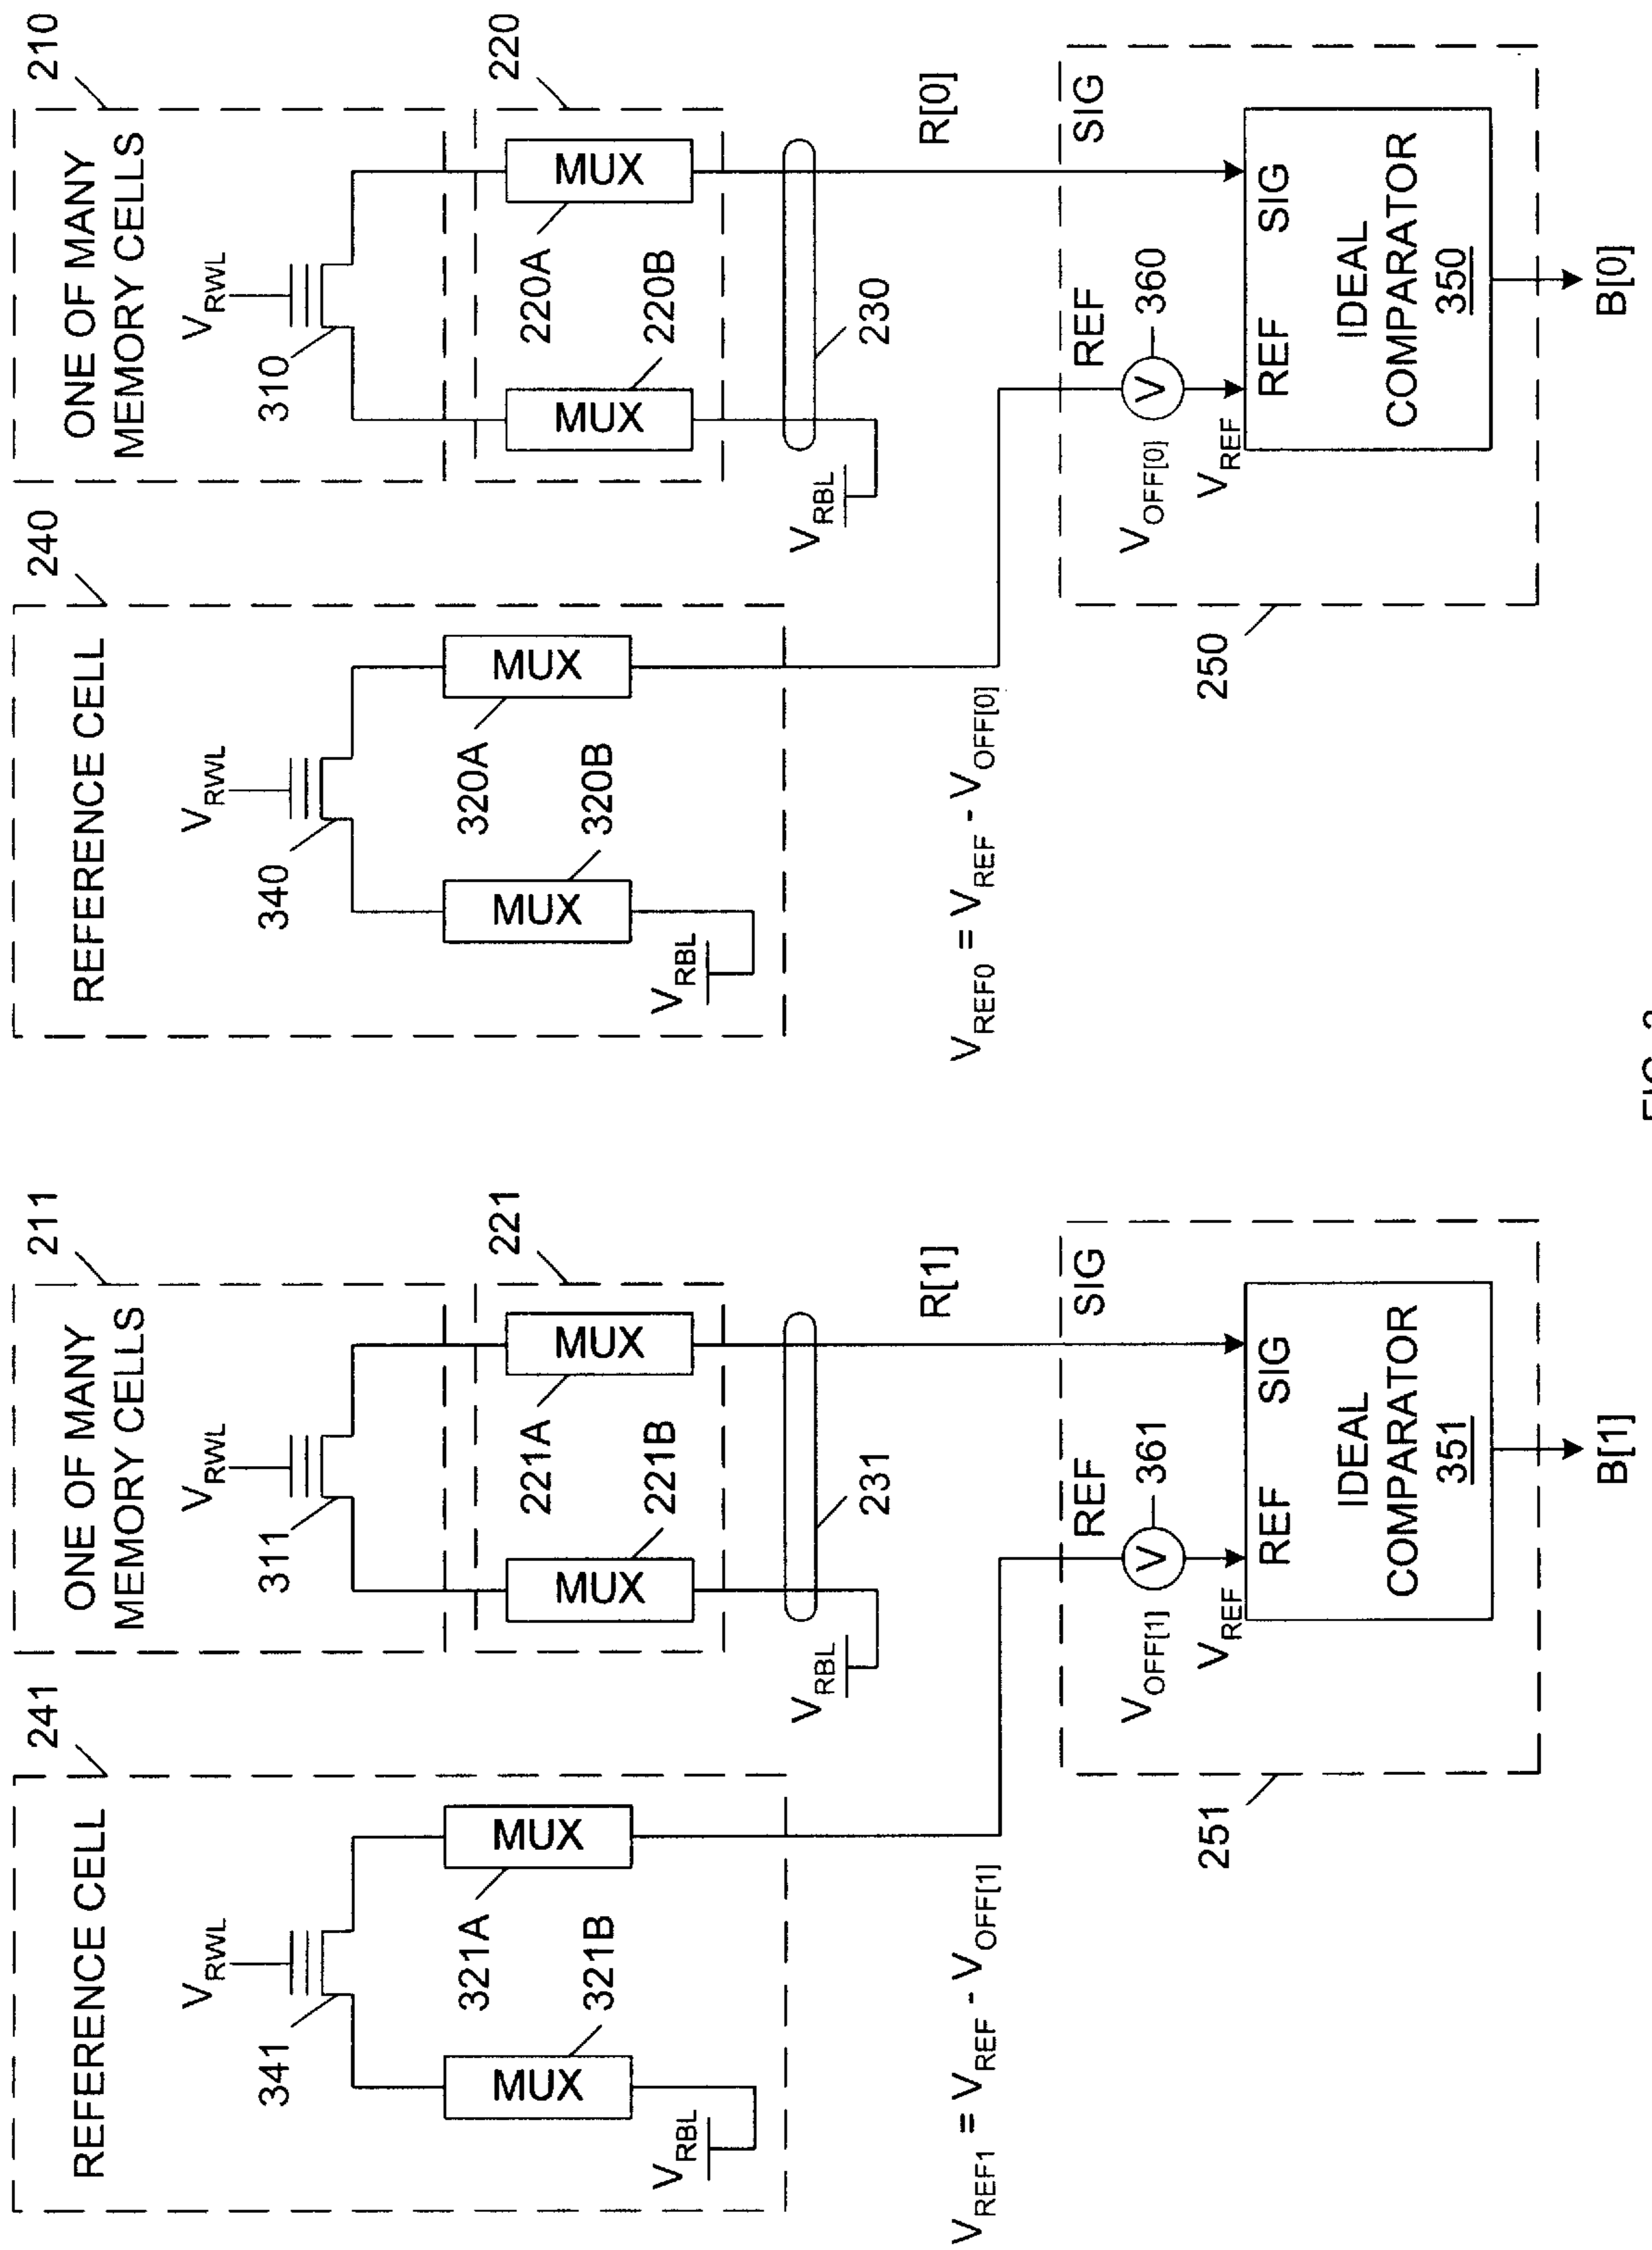 REFERENCE CELL
241
V_RWL
341
MUX
MUX
321A
321B
V_RBL
V_REF1 = V_REF - V_OFF[1]
ONE OF MANY
MEMORY CELLS
211
V_RWL
311
221
MUX
MUX
221A
221B
231
V_RBL
R[1]
251
REF
SIG
V_OFF[1]
361
V
V_REF
REF
SIG
IDEAL
COMPARATOR
351
B[1]
REFERENCE CELL
240
V_RWL
340
MUX
MUX
320A
320B
V_RBL
V_REF0 = V_REF - V_OFF[0]
ONE OF MANY
MEMORY CELLS
210
V_RWL
310
220
MUX
MUX
220A
220B
230
V_RBL
R[0]
250
REF
SIG
V_OFF[0]
360
V
V_REF
REF
SIG
IDEAL
COMPARATOR
350
B[0]